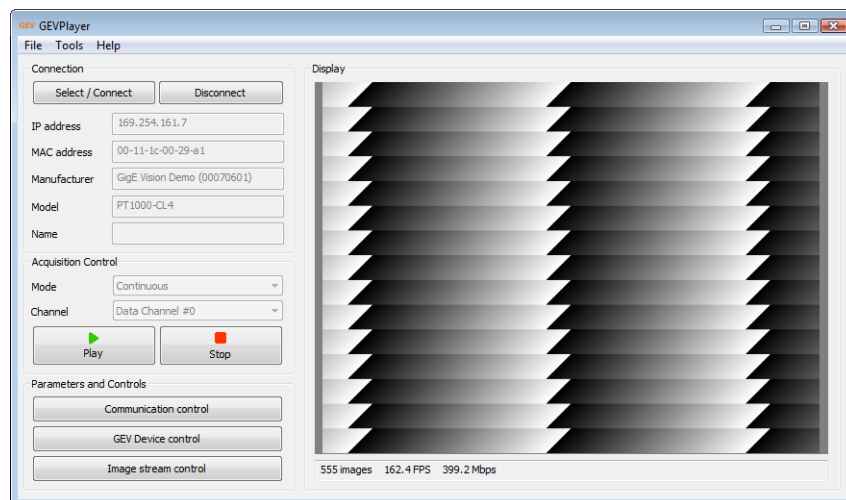 GEV GEVPlayer
File Tools Help
Connection
Select / Connect
Disconnect
IP address
169.254.161.7
MAC address
00-11-1c-00-29-a1
Manufacturer
GigE Vision Demo (00070601)
Model
PT1000-CL4
Name
Acquisition Control
Mode
Continuous
Channel
Data Channel #0
Play
Stop
Parameters and Controls
Communication control
GEV Device control
Image stream control
Display
555 images 162.4 FPS 399.2 Mbps